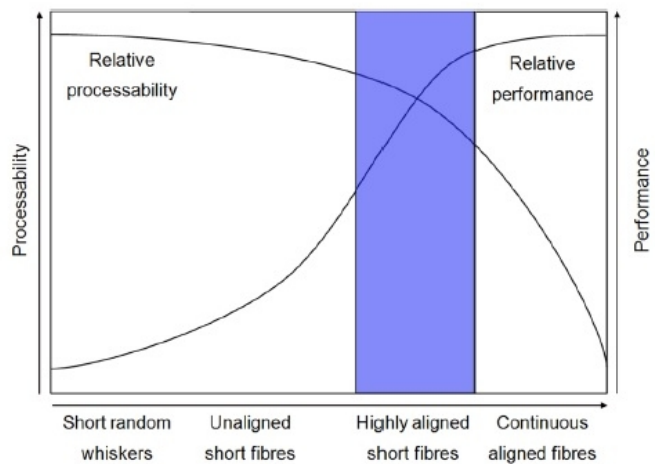 Relative
processability
Relative
performance
Processability
Performance
Short random
whiskers
Unaligned
short fibres
Highly aligned
short fibres
Continuous
aligned fibres